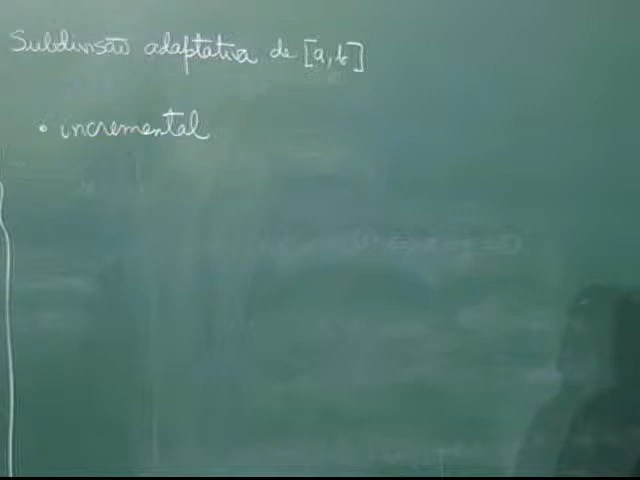 Subdivisão adaptativa de [a,b]
• incremental